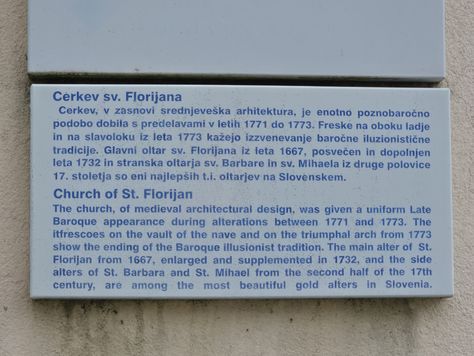 Cerkev sv. Florijana
Cerkev, v zasnovi srednjeveška arhitektura, je enotno poznobaročno
podobo dobila s predelavami v letih 1771 do 1773. Freske na oboku ladje
in na slavoloku iz leta 1773 kažejo izzvenevanje baročne iluzionistične
tradicije. Glavni oltar sv. Florijana iz leta 1667, posvečen in dopolnjen
leta 1732 in stranska oltarja sv. Barbare in sv. Mihaela iz druge polovice
17. stoletja so eni najlepših t.i. oltarjev na Slovenskem.
Church of St. Florijan
The church, of medieval architectural design, was given a uniform Late
Baroque appearance during alterations between 1771 and 1773. The
itfrescoes on the vault of the nave and on the triumphal arch from 1773
show the ending of the Baroque illusionist tradition. The main alter of St.
Florijan from 1667, enlarged and supplemented in 1732, and the side
alters of St. Barbara and St. Mihael from the second half of the 17th
century, are among the most beautiful gold alters in Slovenia.